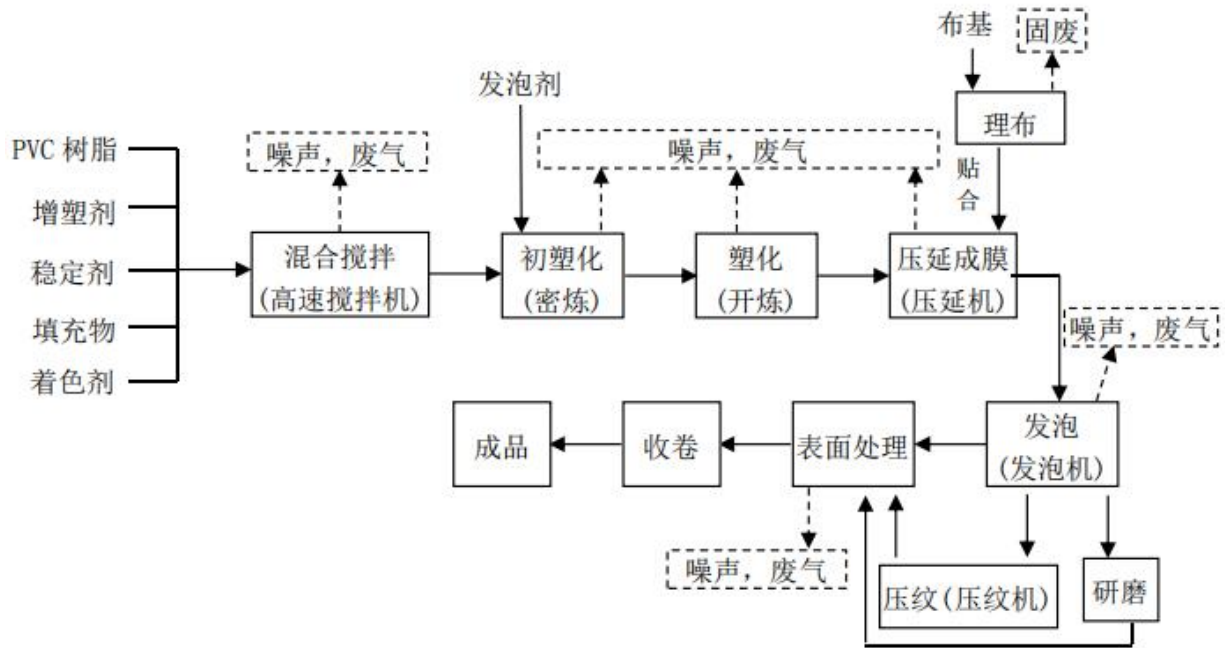 布基
固废
发泡剂
理布
PVC 树脂
噪声，废气
噪声，废气
贴
合
增塑剂
混合搅拌
(高速搅拌机)
初塑化
(密炼)
塑化
(开炼)
压延成膜
(压延机)
稳定剂
填充物
噪声，废气
着色剂
成品
收卷
表面处理
发泡
(发泡机)
噪声，废气
压纹(压纹机)
研磨